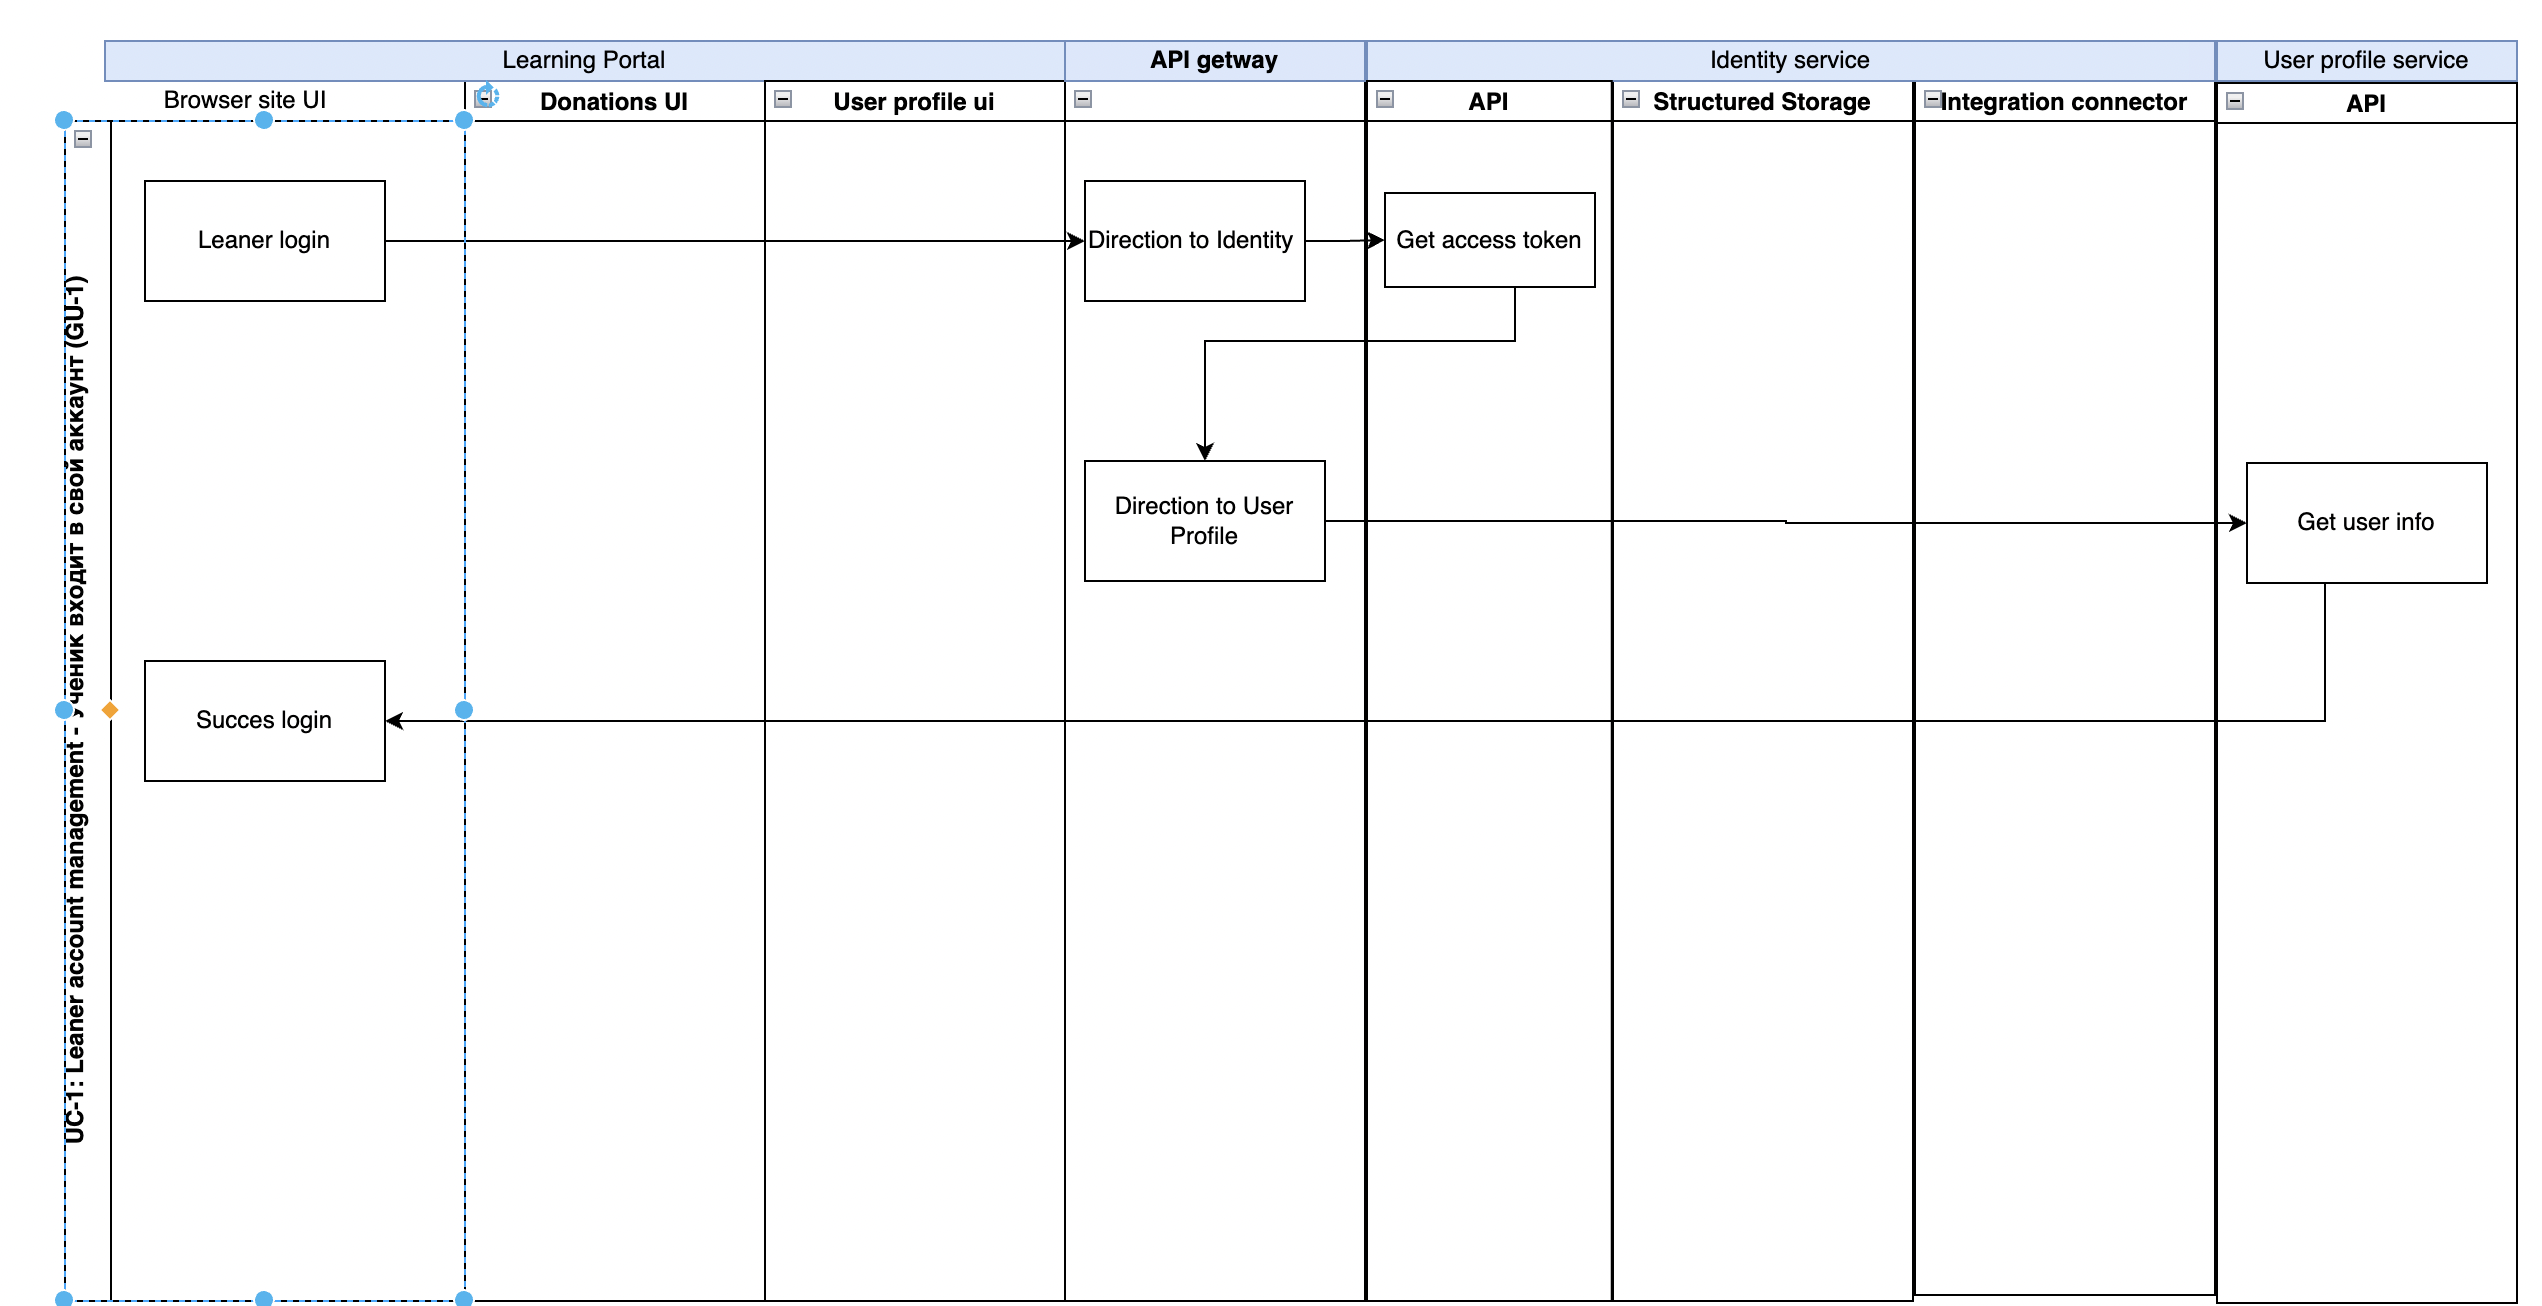 Learning Portal
API getway
Identity service
User profile service
Browser site UI
Donations UI
User profile ui
API
Structured Storage
Integration connector
API
UC-1: Leaner account management - ученик входит в свой аккаунт (GU-1)
Leaner login
Direction to Identity
Get access token
Direction to User
Profile
Get user info
Succes login